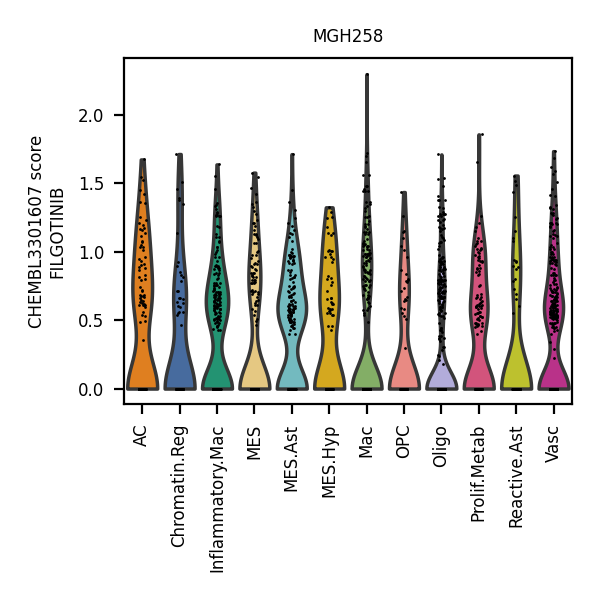 MGH258
CHEMBL3301607 score
FILGOTINIB
2.0
1.5
1.0
0.5
0.0
AC
Chromatin.Reg
Inflammatory.Mac
MES
MES.Ast
MES.Hyp
Mac
OPC
Oligo
Prolif.Metab
Reactive.Ast
Vasc